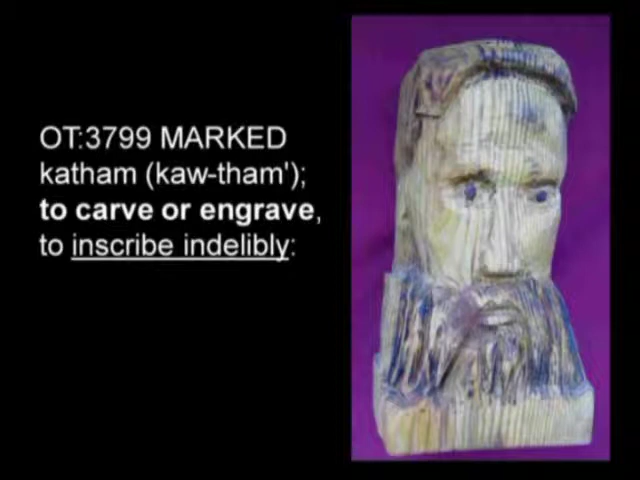 OT:3799 MARKED
katham (kaw-tham');
to carve or engrave,
to inscribe indelibly: